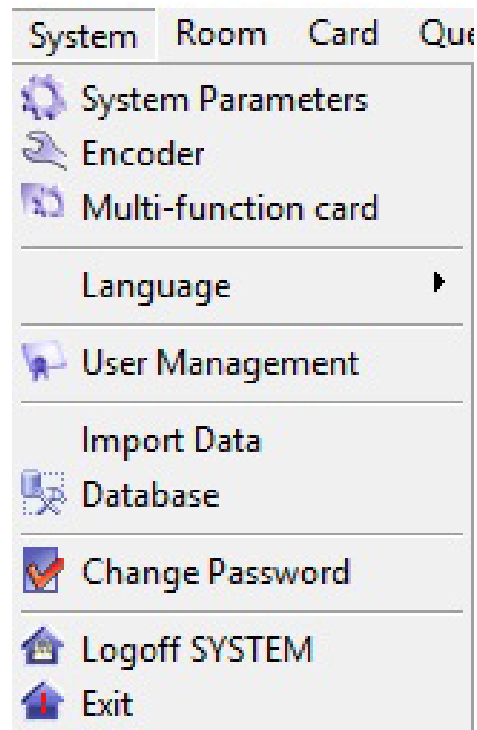 System Room Card Que
System Parameters
Encoder
Multi-function card
Language
User Management
Import Data
Database
Change Password
Logoff SYSTEM
Exit